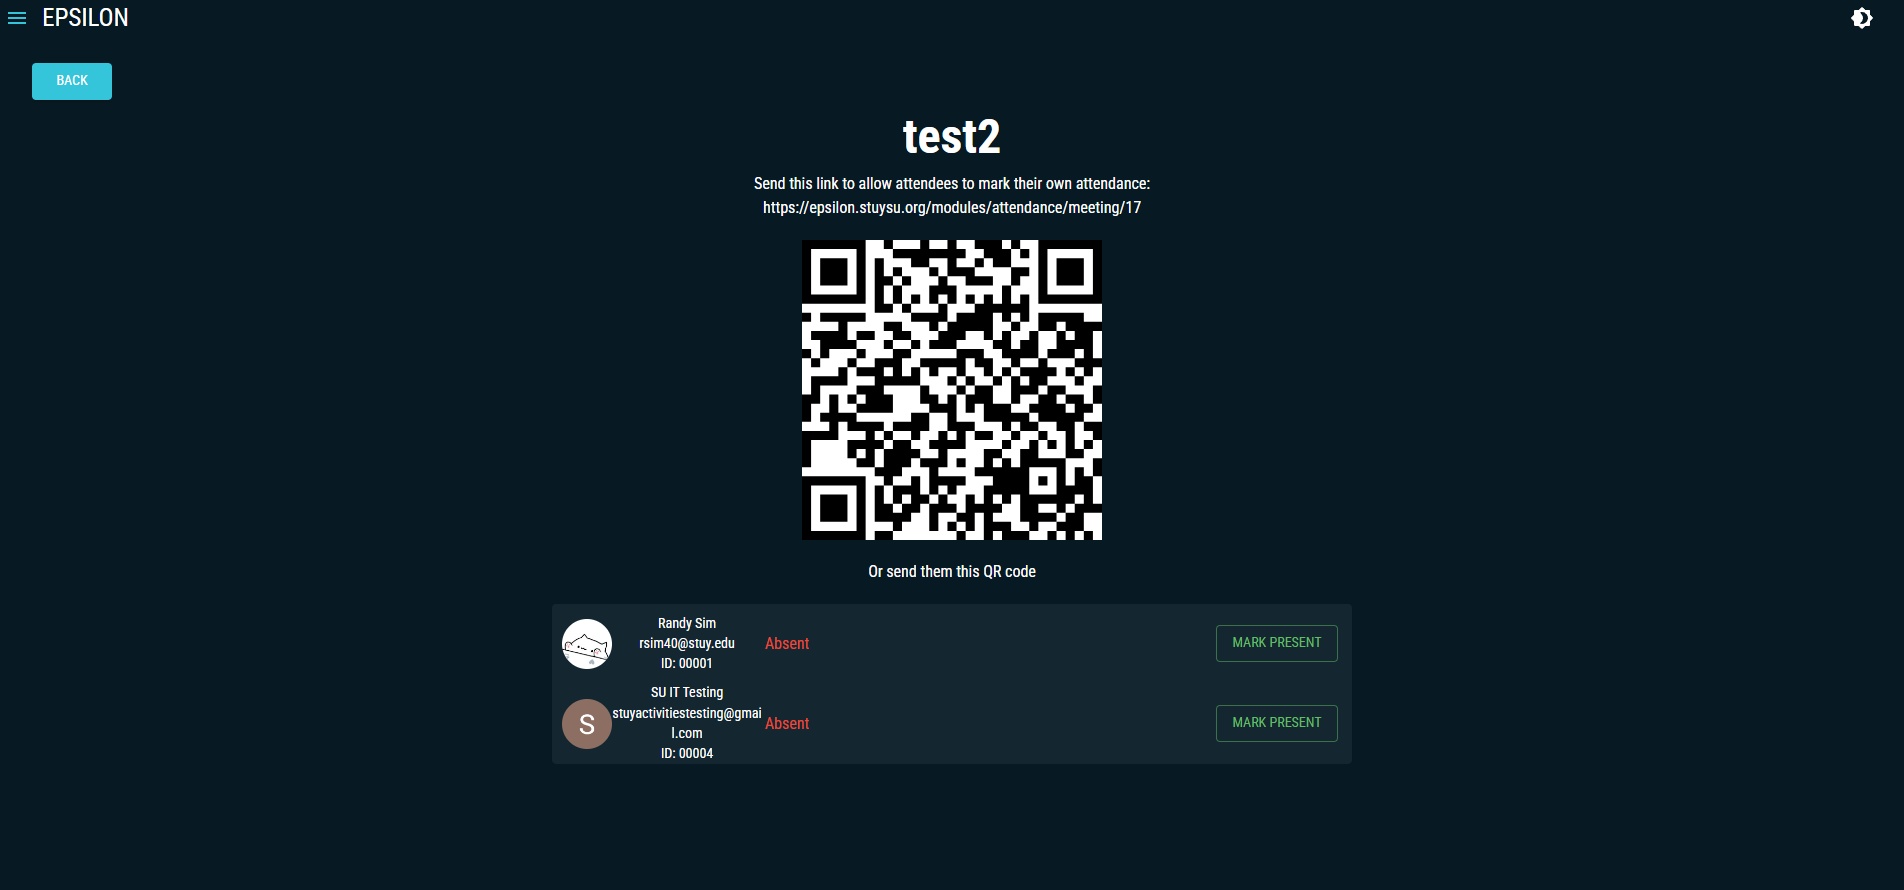 EPSILON
BACK
test2
Send this link to allow attendees to mark their own attendance:
https://epsilon.stuysu.org/modules/attendance/meeting/17
Or send them this QR code
Randy Sim
rsim40@stuy.edu
ID: 00001
Absent
MARK PRESENT
S
SU IT Testing
stuyactivitiestesting@gmai
l.com
ID: 00004
Absent
MARK PRESENT